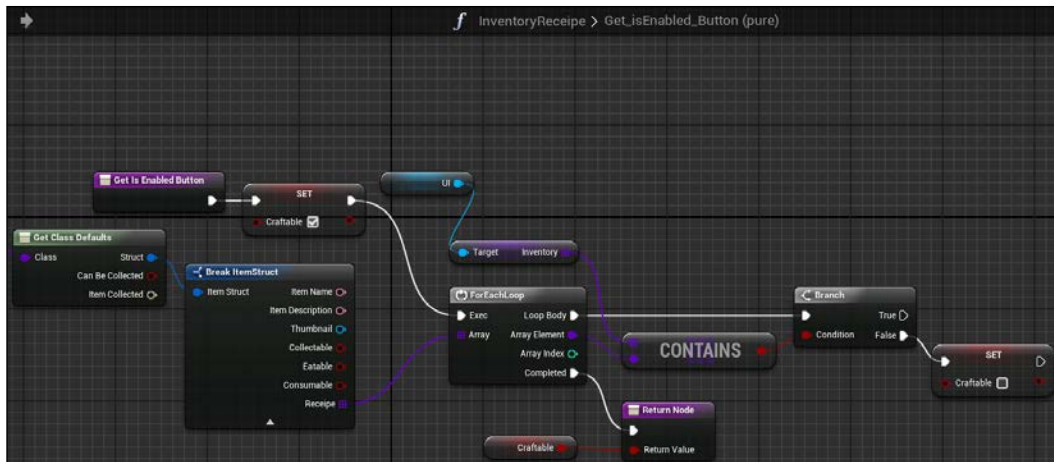 f InventoryReceipe > Get_isEnabled_Button (pure)
Get Is Enabled Button
SET
Craftable
UI
Get Class Defaults
Class Struct
Can Be Collected
Item Collected
Break ItemStruct
Item Struct Item Name
Item Description
Thumbnail
Collectable
Eatable
Consumable
Receipe
Target Inventory
ForEachLoop
Exec Loop Body
Array Array Element
Array Index
Completed
CONTAINS
Branch
True
Condition False
SET
Craftable
Return Node
Craftable
Return Value